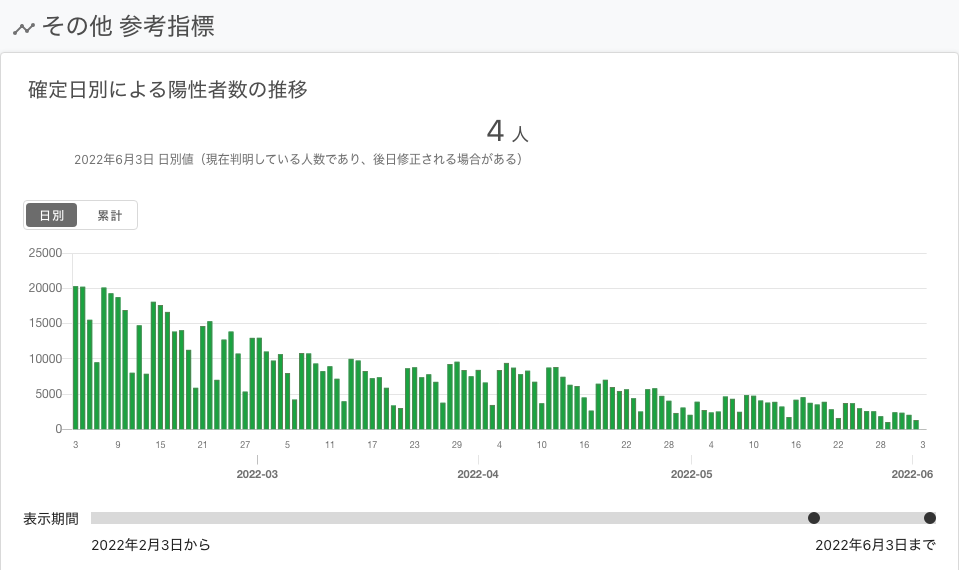 その他 参考指標
確定日別による陽性者数の推移
4 人
2022年6月3日 日別値（現在判明している人数であり、後日修正される場合がある）
日別 累計
25000
20000
15000
10000
5000
0
3 9 15 21 27 5 11 17 23 29 4 10 16 22 28 4 10 16 22 28 3
2022-03 2022-04 2022-05 2022-06
表示期間
2022年2月3日から 2022年6月3日まで